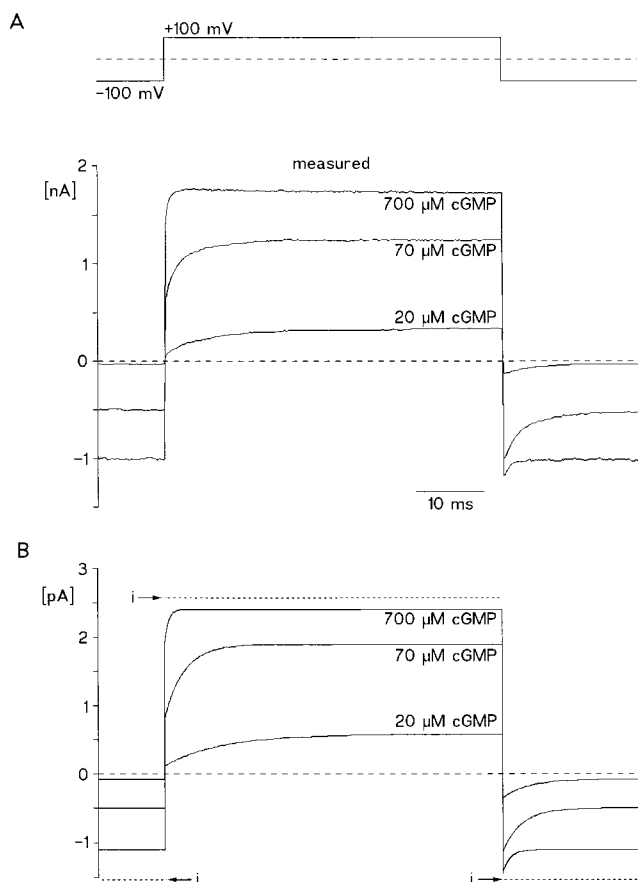 A
+100 mV
−100 mV
measured
2
[nA]
700 µM cGMP
70 µM cGMP
1
20 µM cGMP
0
−1
10 ms
B
3
[pA]
i
700 µM cGMP
2
70 µM cGMP
1
20 µM cGMP
0
−1
i
i